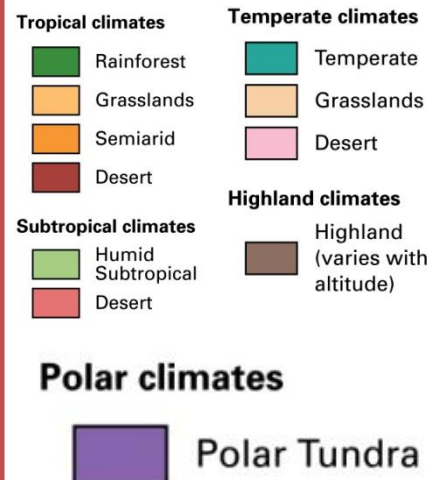 Tropical climates
Rainforest
Grasslands
Semiarid
Desert
Subtropical climates
Humid
Subtropical
Desert
Temperate climates
Temperate
Grasslands
Desert
Highland climates
Highland
(varies with
altitude)
Polar climates
Polar Tundra